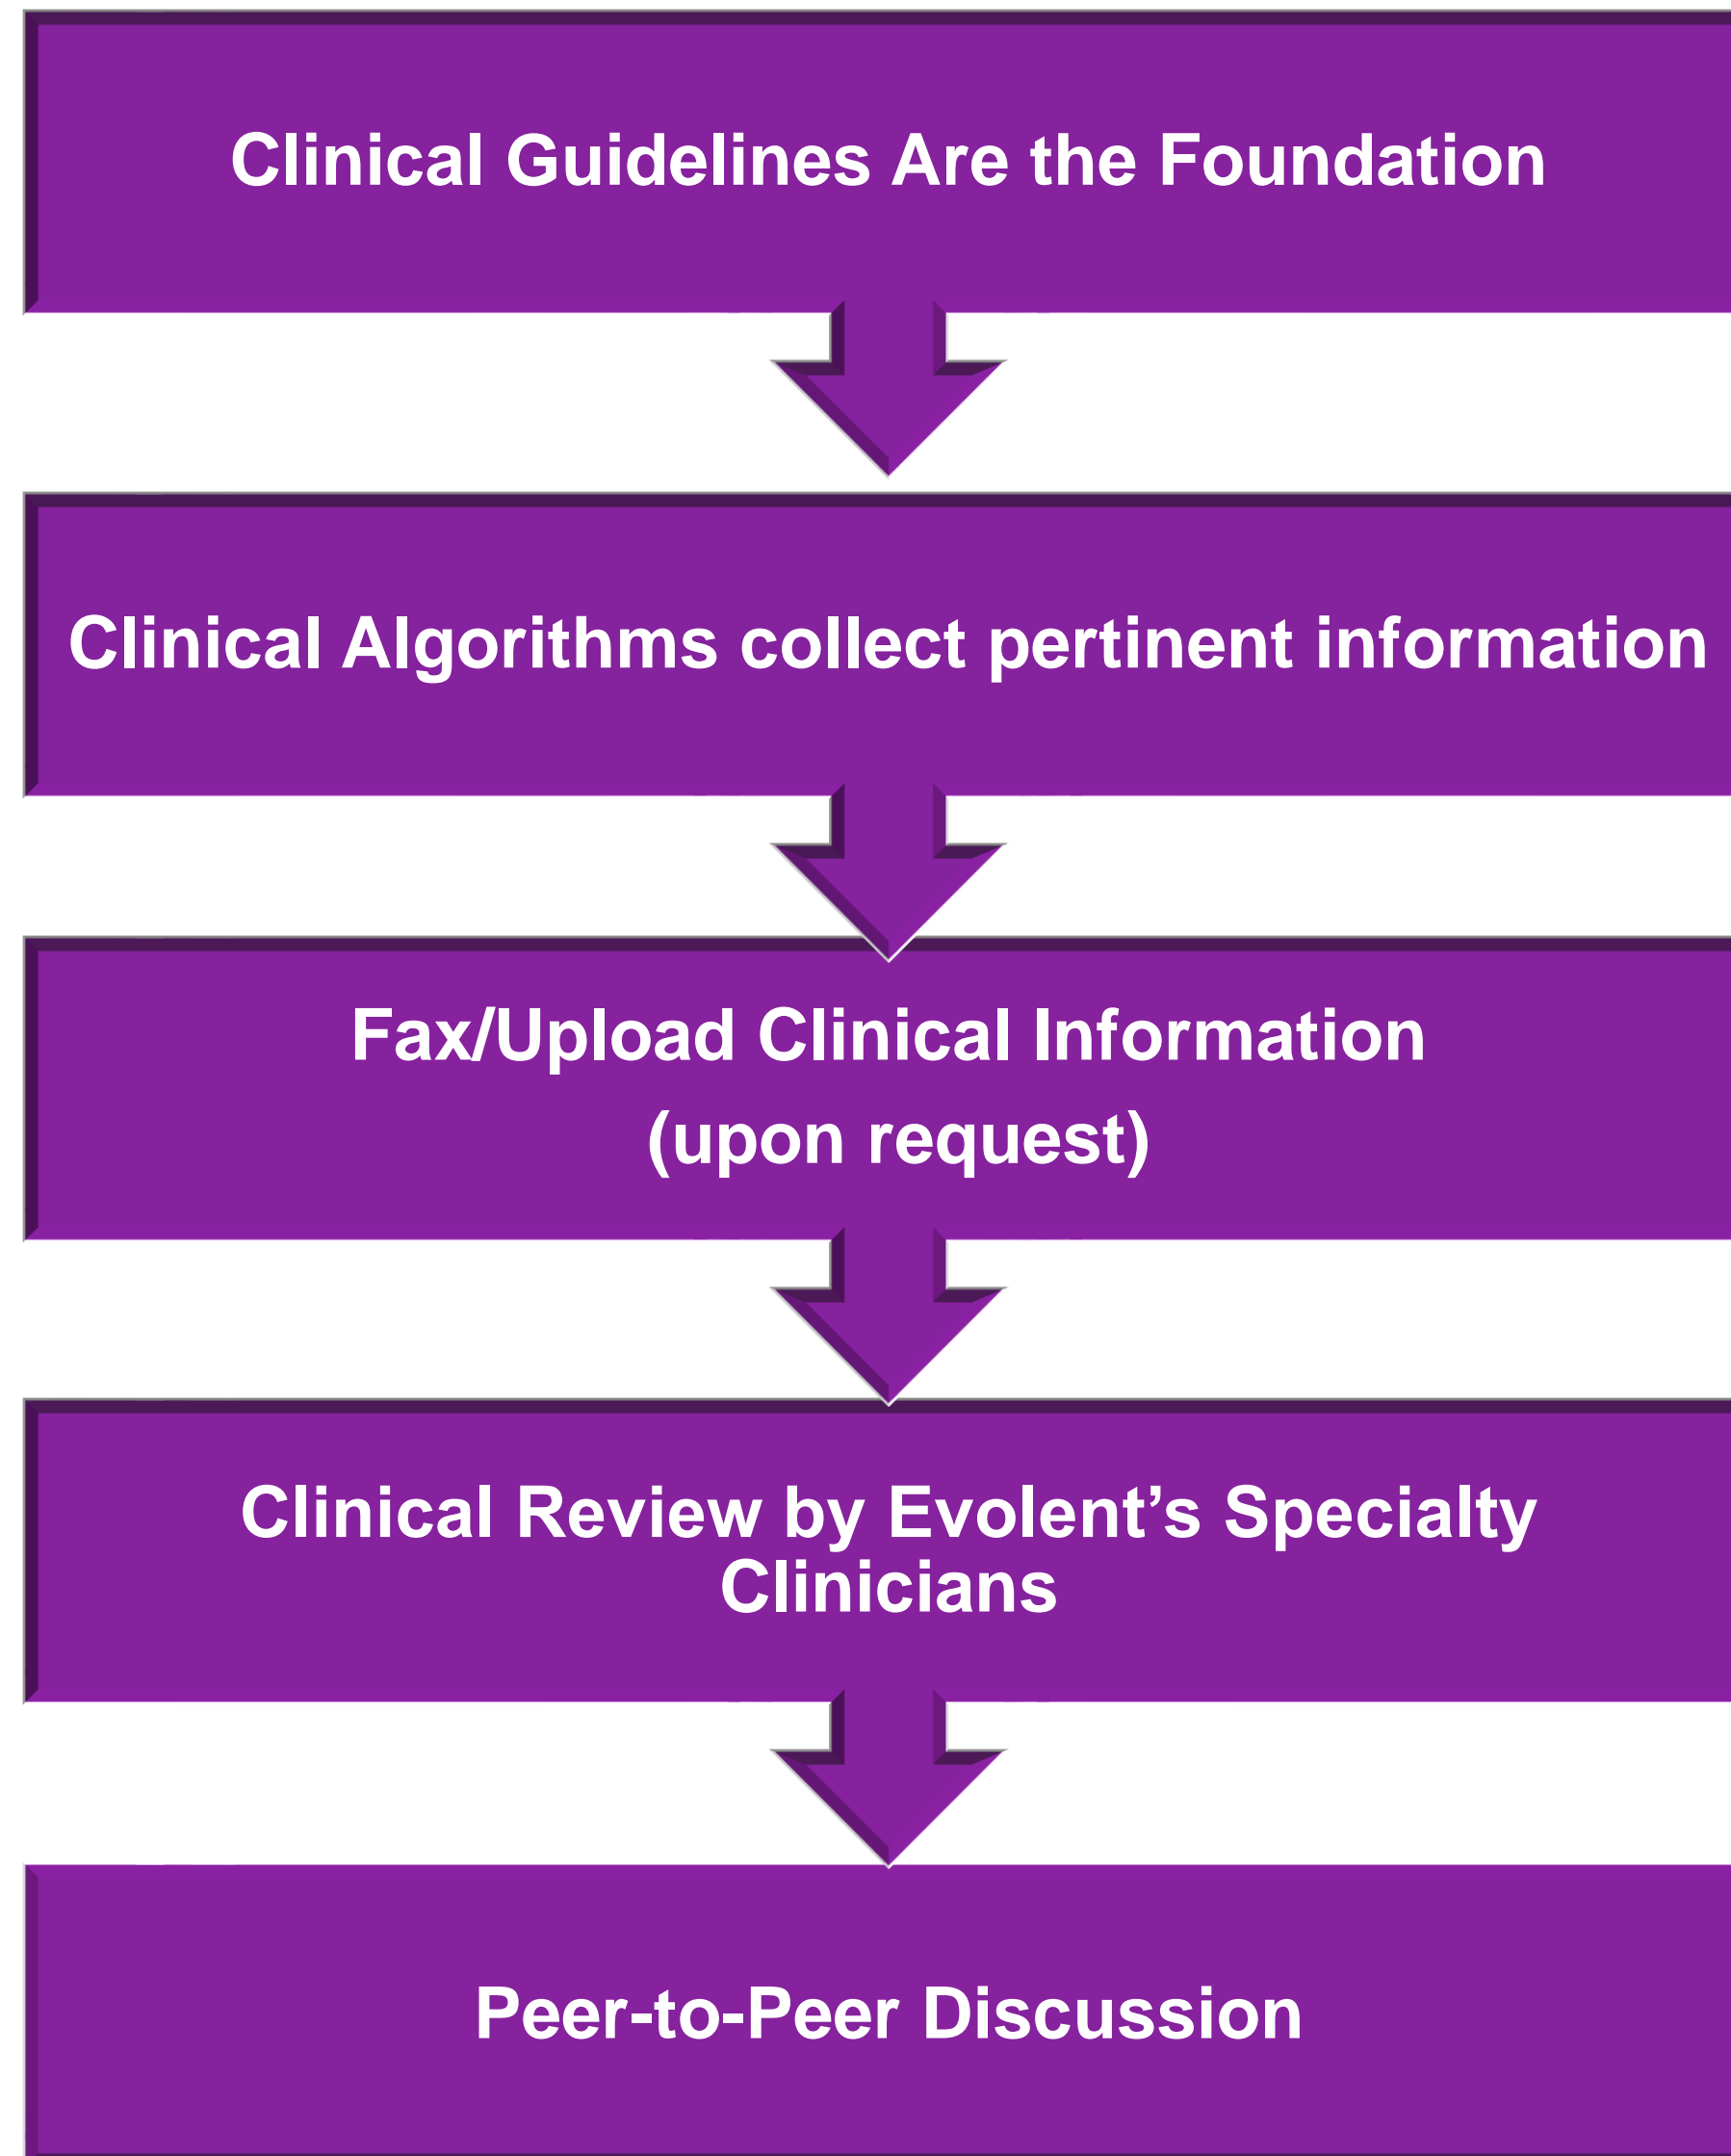 Clinical Guidelines Are the Foundation
Clinical Algorithms collect pertinent information
Fax/Upload Clinical Information
(upon request)
Clinical Review by Evolent’s Specialty
Clinicians
Peer-to-Peer Discussion